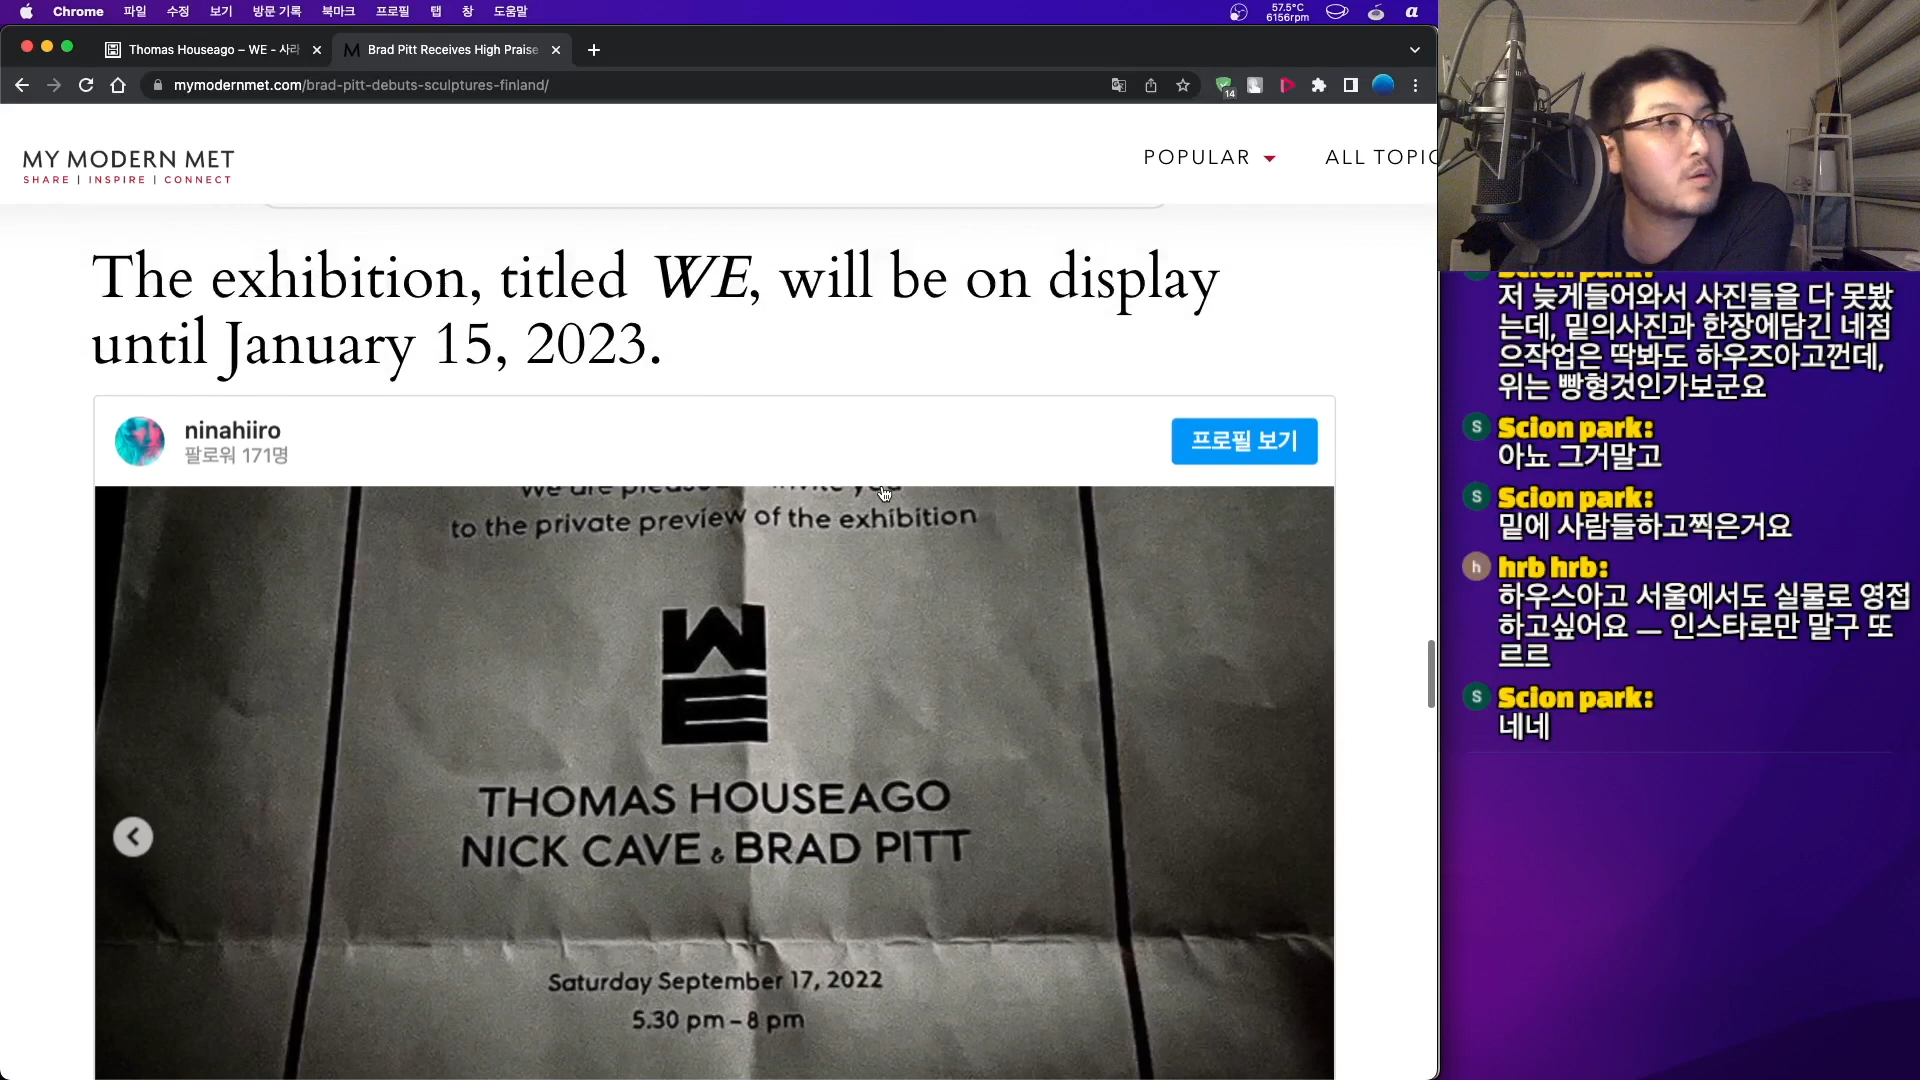 Chrome 파일 수정 보기 방문 기록 북마크 프로필 탭 창 도움말
57.5°C
6156rpm
Thomas Houseago – WE - 사라
Brad Pitt Receives High Praise
mymodernmet.com/brad-pitt-debuts-sculptures-finland/
14
MY MODERN MET
SHARE | INSPIRE | CONNECT
POPULAR
ALL TOPIC
The exhibition, titled WE, will be on display
until January 15, 2023.
ninahiiro
팔로워 171명
프로필 보기
to the private preview of the exhibition
WE
THOMAS HOUSEAGO
NICK CAVE & BRAD PITT
Saturday September 17, 2022
5.30 pm – 8 pm
Scion park:
저 늦게들어와서 사진들을 다 못봤
는데, 밑의사진과 한장에담긴 네점
으작업은 딱봐도 하우즈아고껀데,
위는 빵형것인가보군요
S
Scion park:
아뇨 그거말고
S
Scion park:
밑에 사람들하고찍은거요
h
hrb hrb:
하우스아고 서울에서도 실물로 영접
하고싶어요 — 인스타로만 말구 또
르르
S
Scion park:
네네